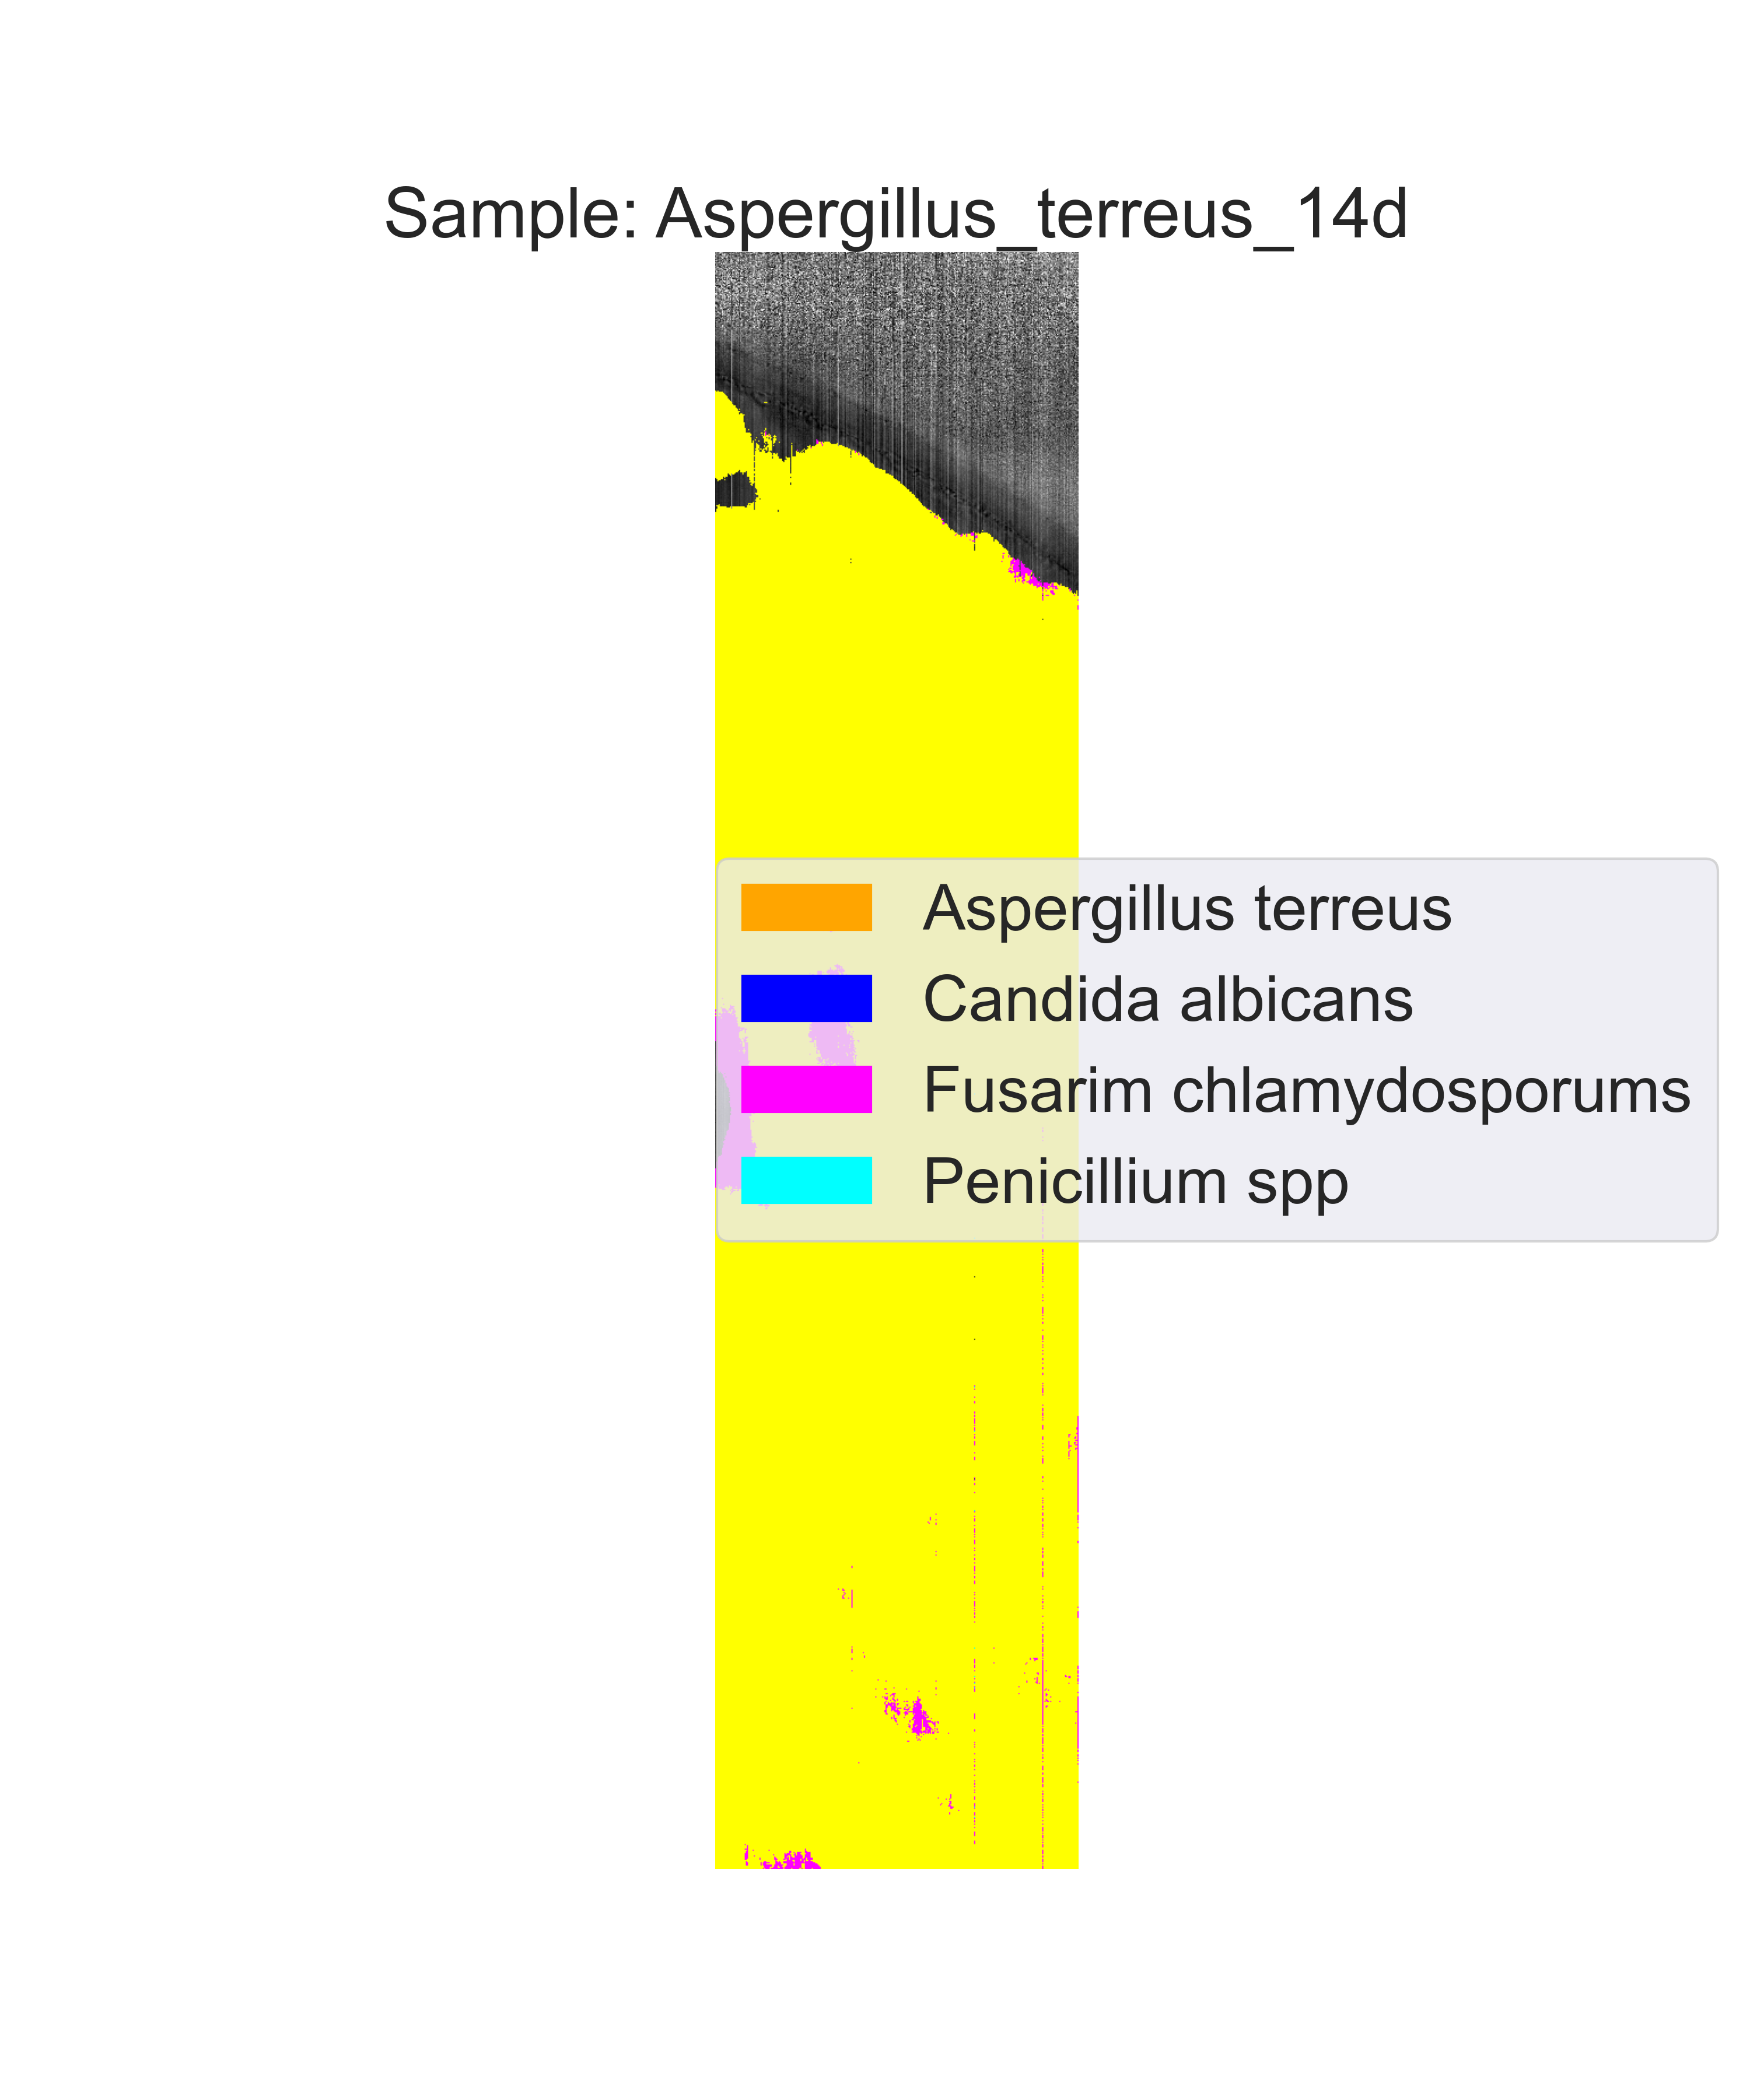 Sample: Aspergillus_terreus_14d
Aspergillus terreus
Candida albicans
Fusarim chlamydosporums
Penicillium spp